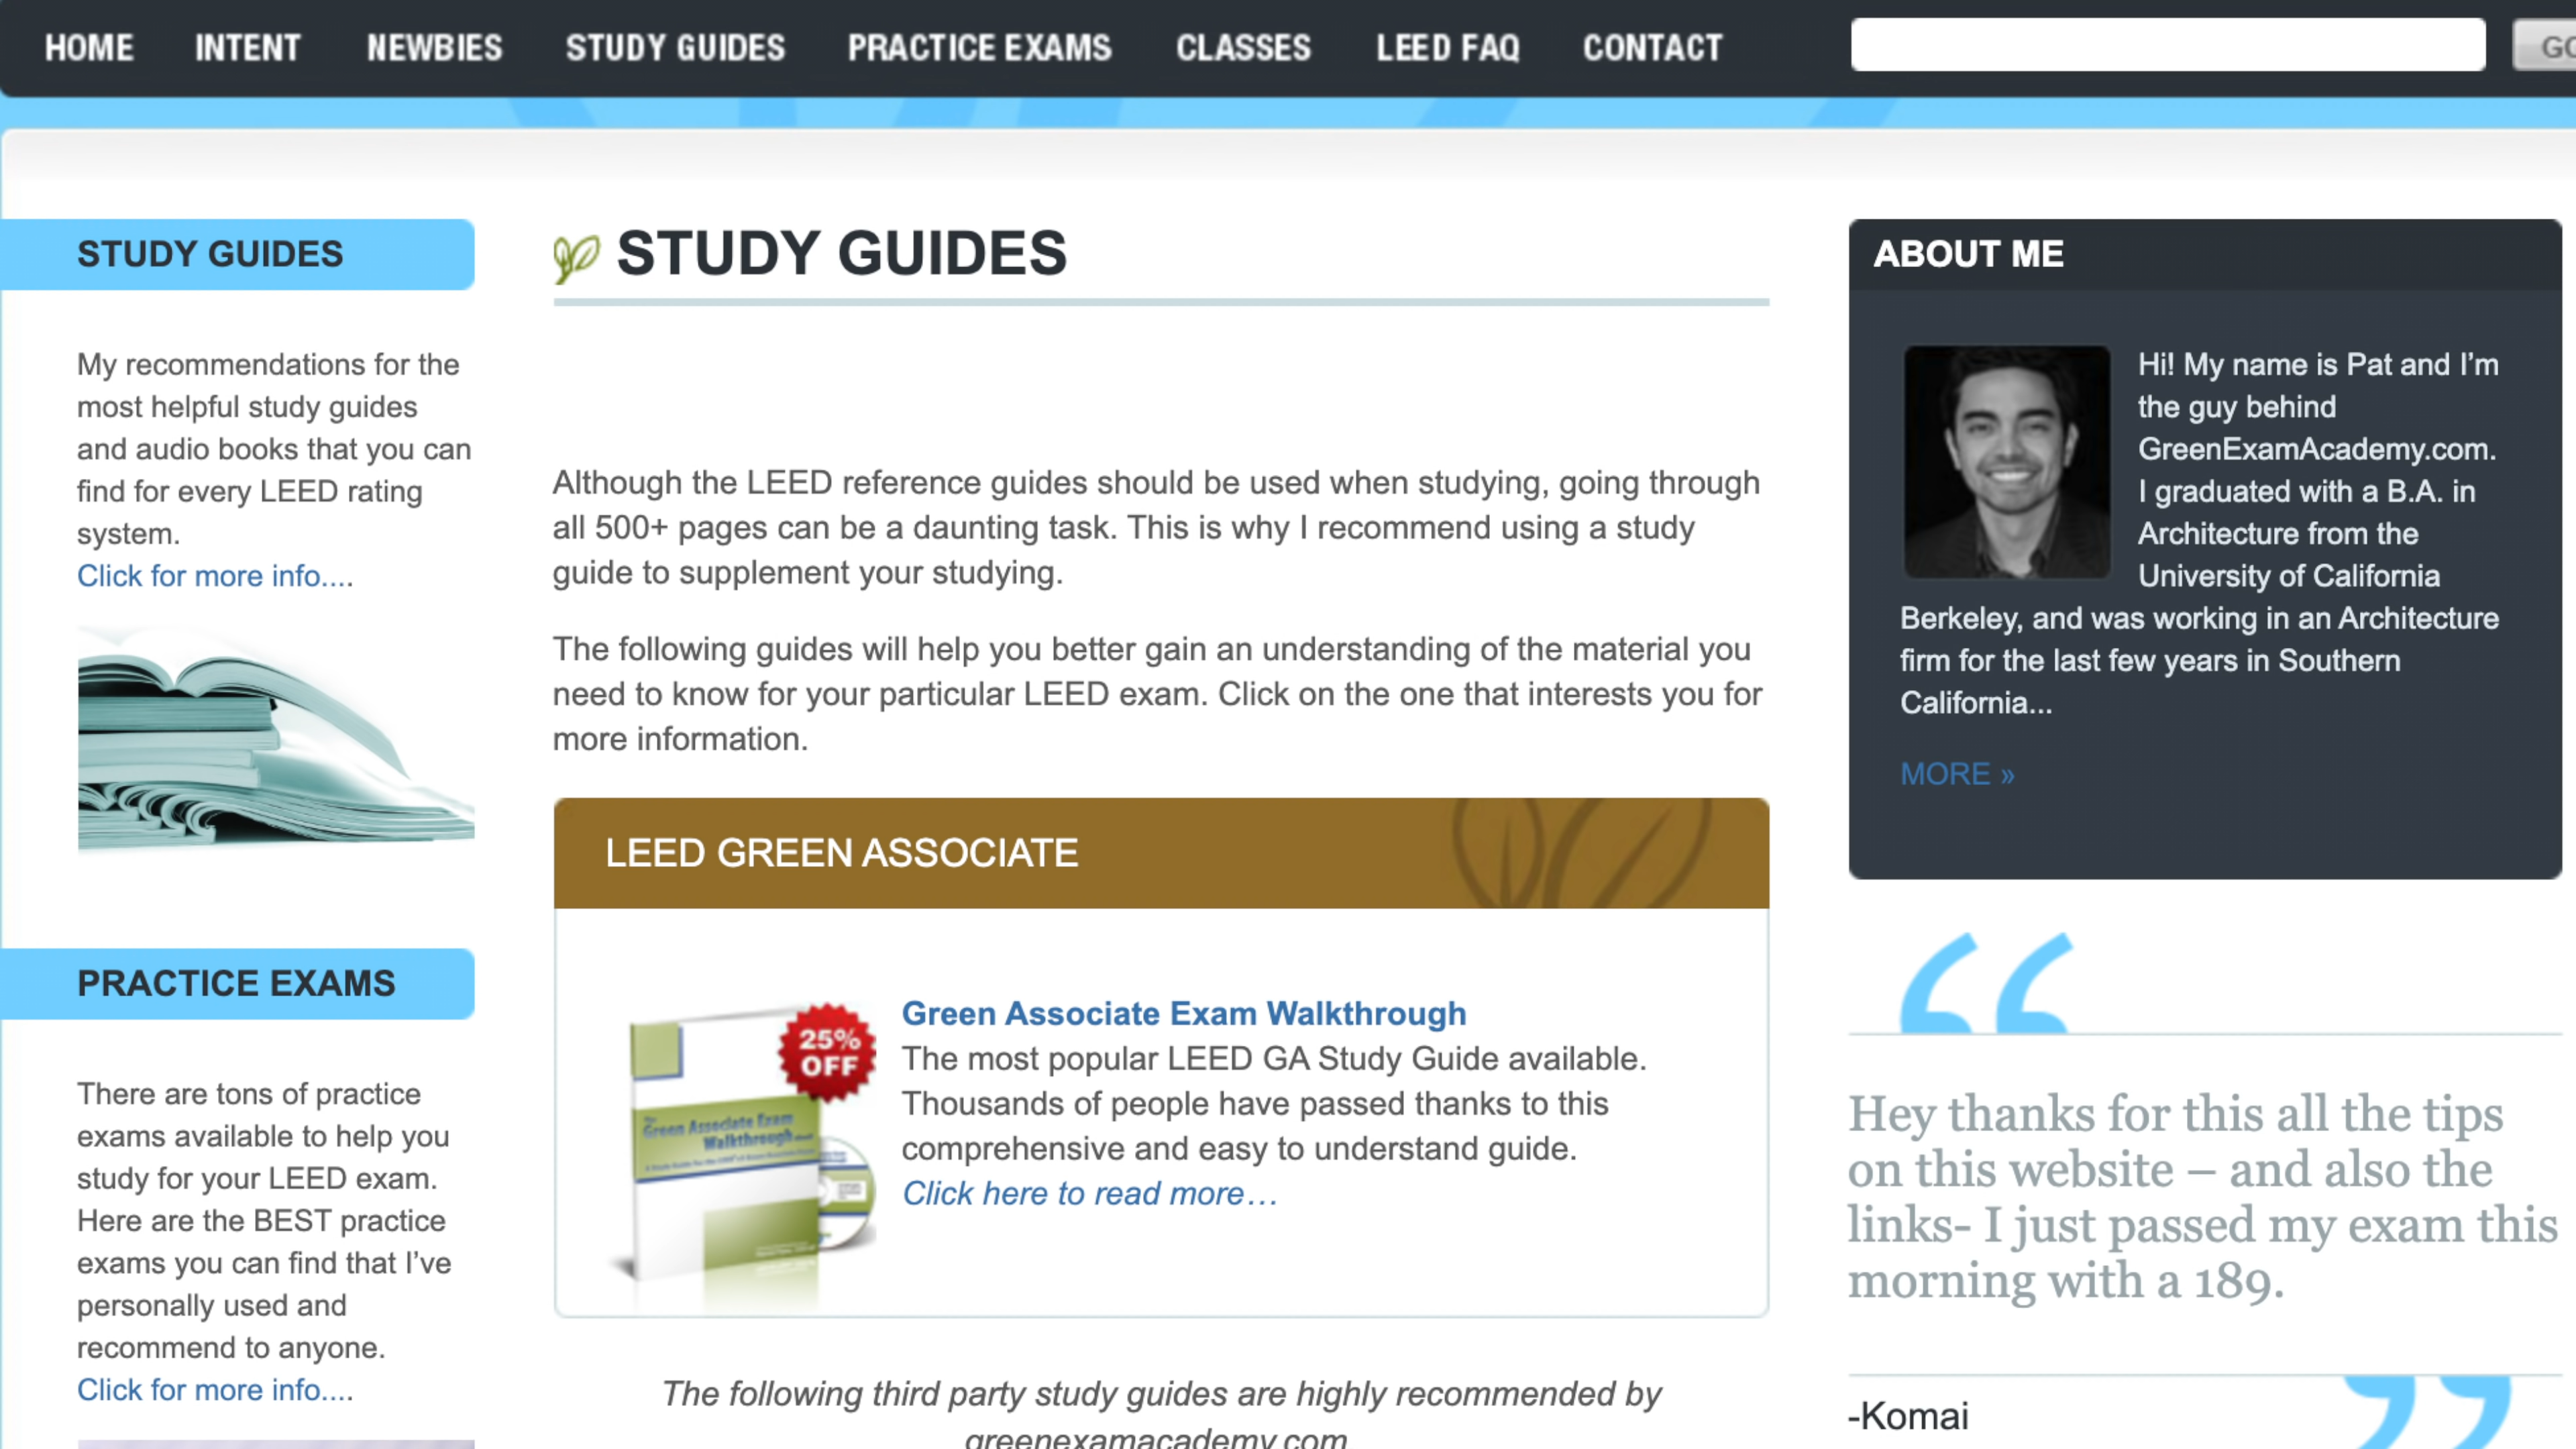 HOME INTENT NEWBIES STUDY GUIDES PRACTICE EXAMS CLASSES LEED FAQ CONTACT
STUDY GUIDES
My recommendations for the
most helpful study guides
and audio books that you can
find for every LEED rating
system.
Click for more info....
PRACTICE EXAMS
There are tons of practice
exams available to help you
study for your LEED exam.
Here are the BEST practice
exams you can find that I’ve
personally used and
recommend to anyone.
Click for more info....
STUDY GUIDES
Although the LEED reference guides should be used when studying, going through
all 500+ pages can be a daunting task. This is why I recommend using a study
guide to supplement your studying.
The following guides will help you better gain an understanding of the material you
need to know for your particular LEED exam. Click on the one that interests you for
more information.
LEED GREEN ASSOCIATE
25%
OFF
Green Associate Exam
Walkthrough
Green Associate Exam Walkthrough
The most popular LEED GA Study Guide available.
Thousands of people have passed thanks to this
comprehensive and easy to understand guide.
Click here to read more…
The following third party study guides are highly recommended by
greenexamacademy.com
ABOUT ME
Hi! My name is Pat and I’m
the guy behind
GreenExamAcademy.com.
I graduated with a B.A. in
Architecture from the
University of California
Berkeley, and was working in an Architecture
firm for the last few years in Southern
California...
MORE »
Hey thanks for this all the tips
on this website – and also the
links- I just passed my exam this
morning with a 189.
-Komai